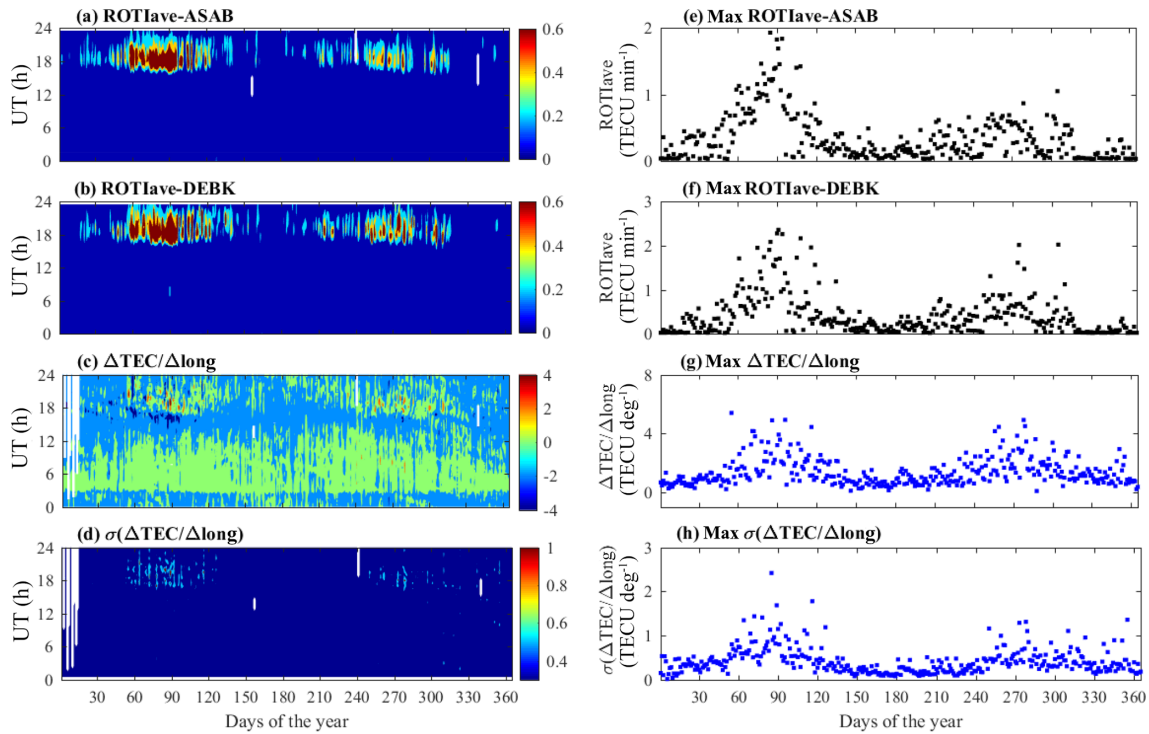 (a) ROTIave-ASAB
24
18
12
6
0
UT (h)
0.6
0.4
0.2
0
(b) ROTIave-DEBK
24
18
12
6
0
UT (h)
0.6
0.4
0.2
0
(c) ΔTEC/Δlong
24
18
12
6
0
UT (h)
4
2
0
-2
-4
(d) σ(ΔTEC/Δlong)
24
18
12
6
0
UT (h)
1
0.8
0.6
0.4
30 60 90 120 150 180 210 240 270 300 330 360
Days of the year
(e) Max ROTIave-ASAB
2
1
0
ROTIave
(TECU min-1)
(f) Max ROTIave-DEBK
3
2
1
0
ROTIave
(TECU min-1)
(g) Max ΔTEC/Δlong
8
4
0
ΔTEC/Δlong
(TECU deg-1)
(h) Max σ(ΔTEC/Δlong)
3
2
1
0
σ(ΔTEC/Δlong)
(TECU deg-1)
30 60 90 120 150 180 210 240 270 300 330 360
Days of the year